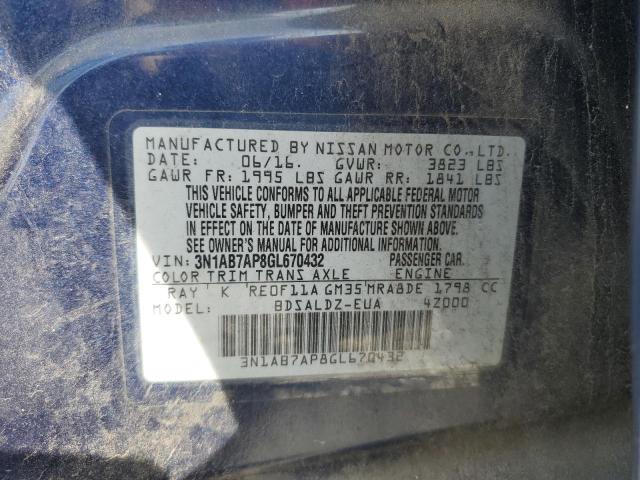 MANUFACTURED BY NISSAN MOTOR CO.,LTD.
DATE: 06/16. GVWR: 3823 LBS
GAWR FR: 1995 LBS GAWR RR: 1841 LBS
THIS VEHICLE CONFORMS TO ALL APPLICABLE FEDERAL MOTOR
VEHICLE SAFETY, BUMPER AND THEFT PREVENTION STANDARDS
IN EFFECT ON THE DATE OF MANUFACTURE SHOWN ABOVE.
SEE OWNER'S MANUAL FOR ADDITIONAL INFORMATION.
VIN: 3N1AB7AP8GL670432 PASSENGER CAR.
COLOR TRIM TRANS AXLE ENGINE
RAY K RE0F11A GM35 MRA8DE 1798 CC
MODEL: BDSALDZ-EUA 4Z000
3N1AB7AP8GL670432